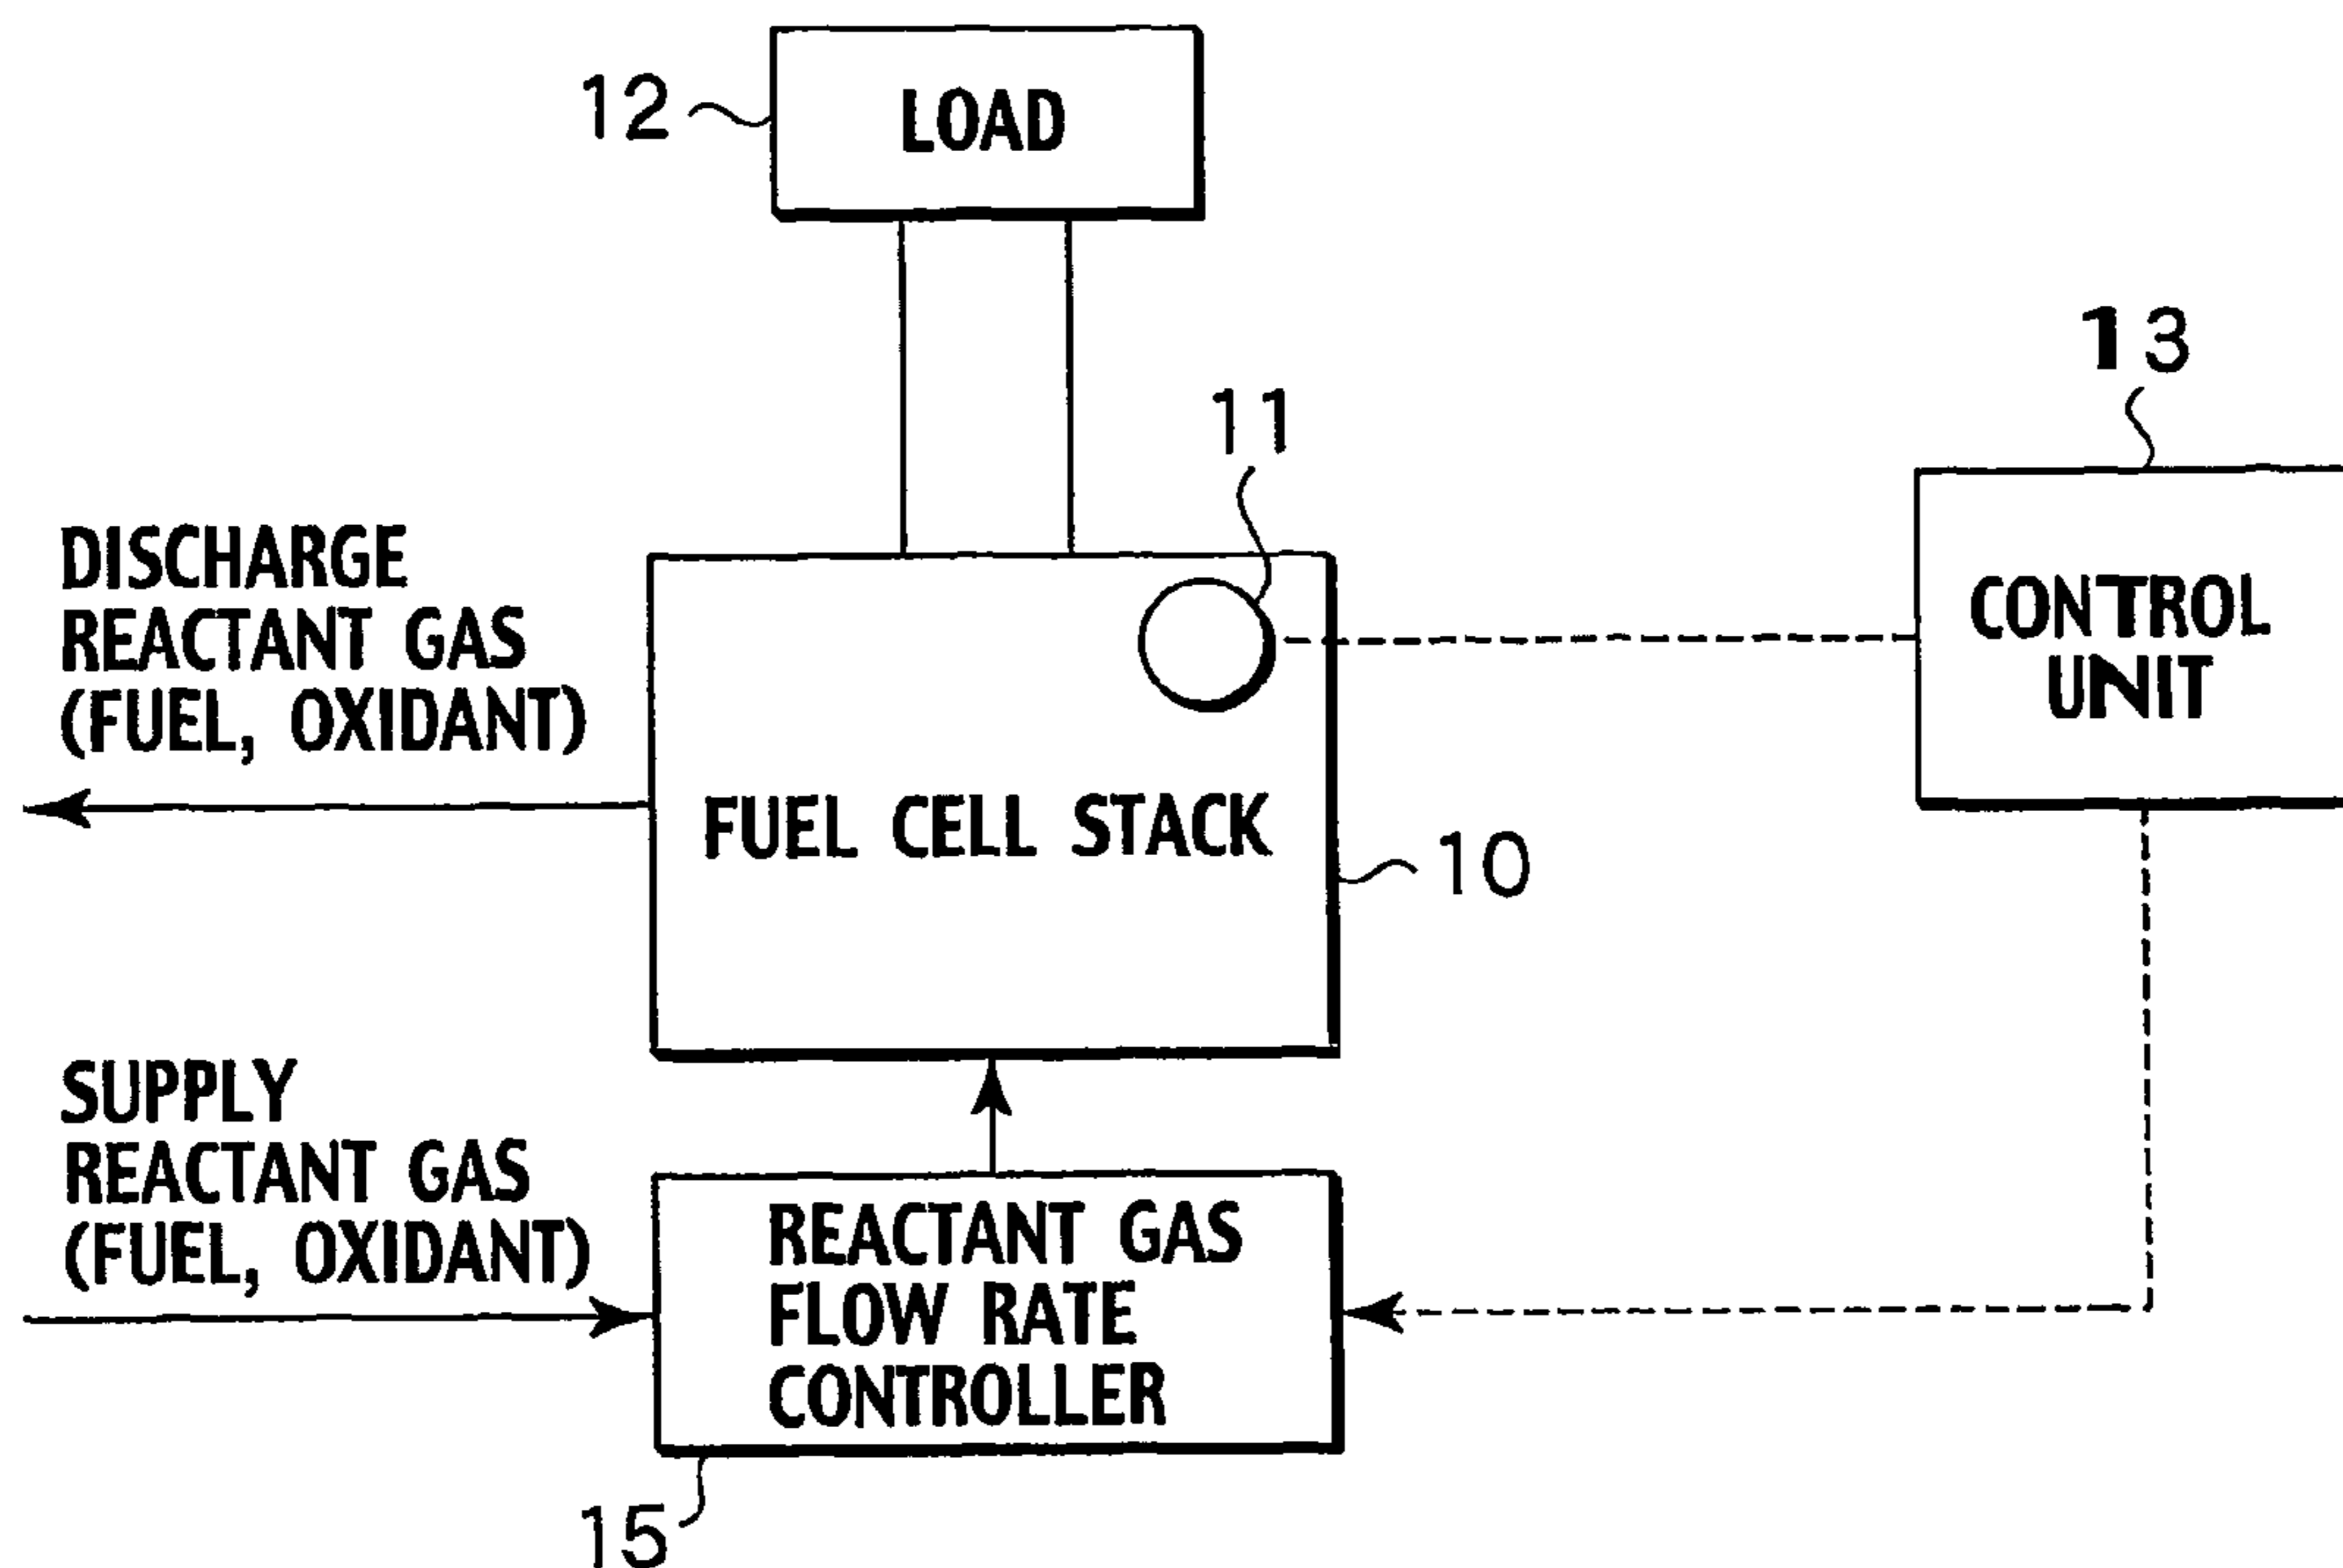 12
LOAD
13
11
DISCHARGE
REACTANT GAS
(FUEL, OXIDANT)
CONTROL
UNIT
FUEL CELL STACK
10
SUPPLY
REACTANT GAS
(FUEL, OXIDANT)
REACTANT GAS
FLOW RATE
CONTROLLER
15